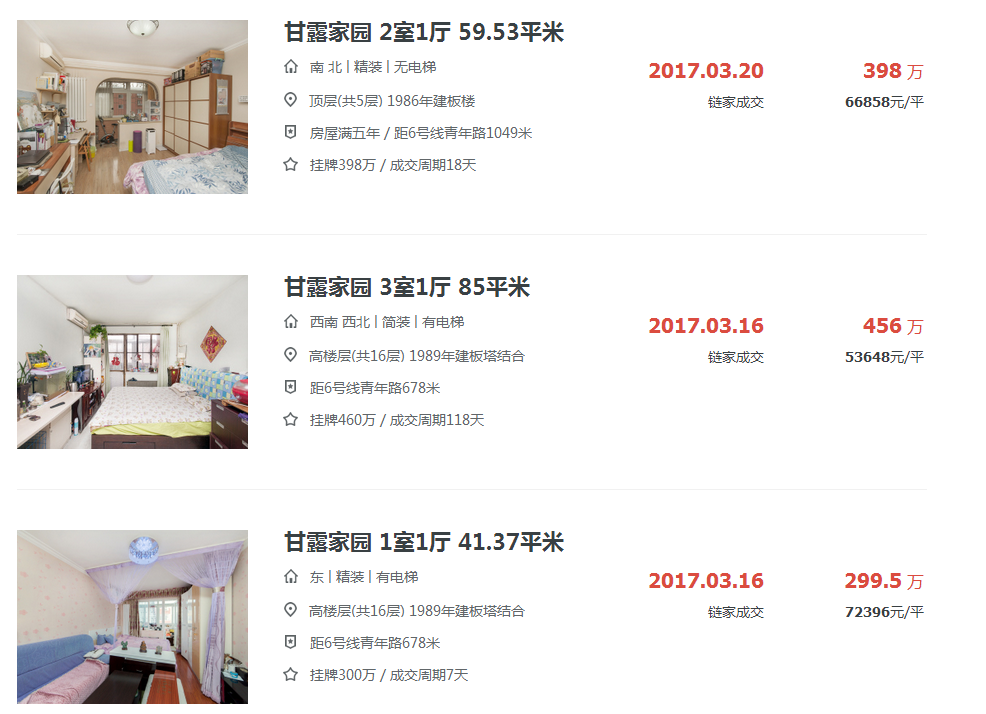 甘露家园 2室1厅 59.53平米
南 北 | 精装 | 无电梯
2017.03.20
398 万
顶层(共5层) 1986年建板楼
链家成交
66858元/平
房屋满五年 / 距6号线青年路1049米
挂牌398万 / 成交周期18天
甘露家园 3室1厅 85平米
西南 西北 | 简装 | 有电梯
2017.03.16
456 万
高楼层(共16层) 1989年建板塔结合
链家成交
53648元/平
距6号线青年路678米
挂牌460万 / 成交周期118天
甘露家园 1室1厅 41.37平米
东 | 精装 | 有电梯
2017.03.16
299.5 万
高楼层(共16层) 1989年建板塔结合
链家成交
72396元/平
距6号线青年路678米
挂牌300万 / 成交周期7天